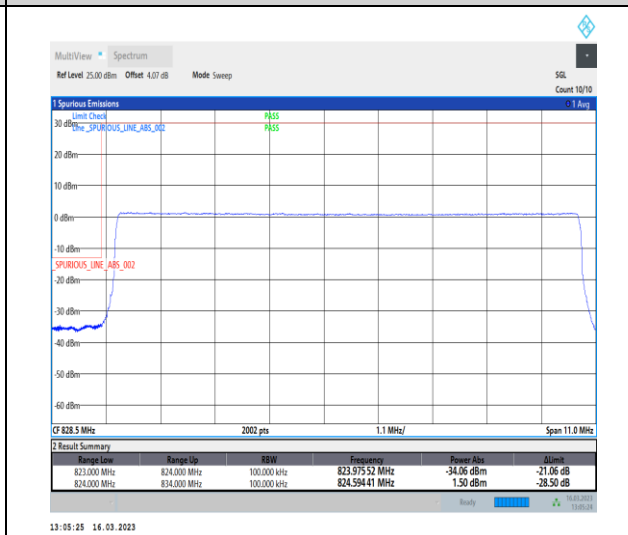 MultiView Spectrum
Ref Level 25.00 dBm Offset 4.07 dB Mode Sweep SGL
Count 10/10
1 Spurious Emissions 1 Avg
Limit Check PASS
30 dBm
Line _SPURIOUS_LINE_ABS_002 PASS
20 dBm
10 dBm
0 dBm
-10 dBm
_SPURIOUS_LINE_ABS_002
-20 dBm
-30 dBm
-40 dBm
-50 dBm
-60 dBm
CF 828.5 MHz 2002 pts 1.1 MHz/ Span 11.0 MHz
2 Result Summary
Range Low Range Up RBW Frequency Power Abs ΔLimit
823.000 MHz 824.000 MHz 100.000 kHz 823.97552 MHz -34.06 dBm -21.06 dB
824.000 MHz 834.000 MHz 100.000 kHz 824.59441 MHz 1.50 dBm -28.50 dB
Ready 16.03.2023
13:05:24
13:05:25 16.03.2023